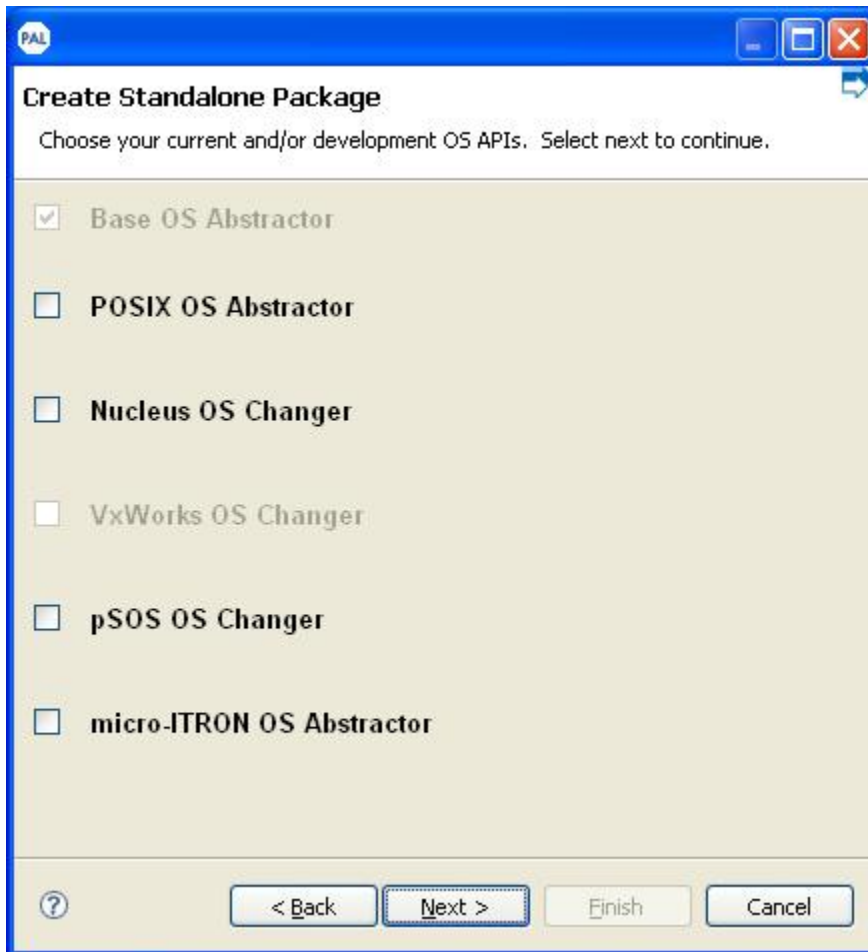 PAL
Create Standalone Package
Choose your current and/or development OS APIs. Select next to continue.
Base OS Abstractor
POSIX OS Abstractor
Nucleus OS Changer
VxWorks OS Changer
pSOS OS Changer
micro-ITRON OS Abstractor
? < Back Next > Finish Cancel